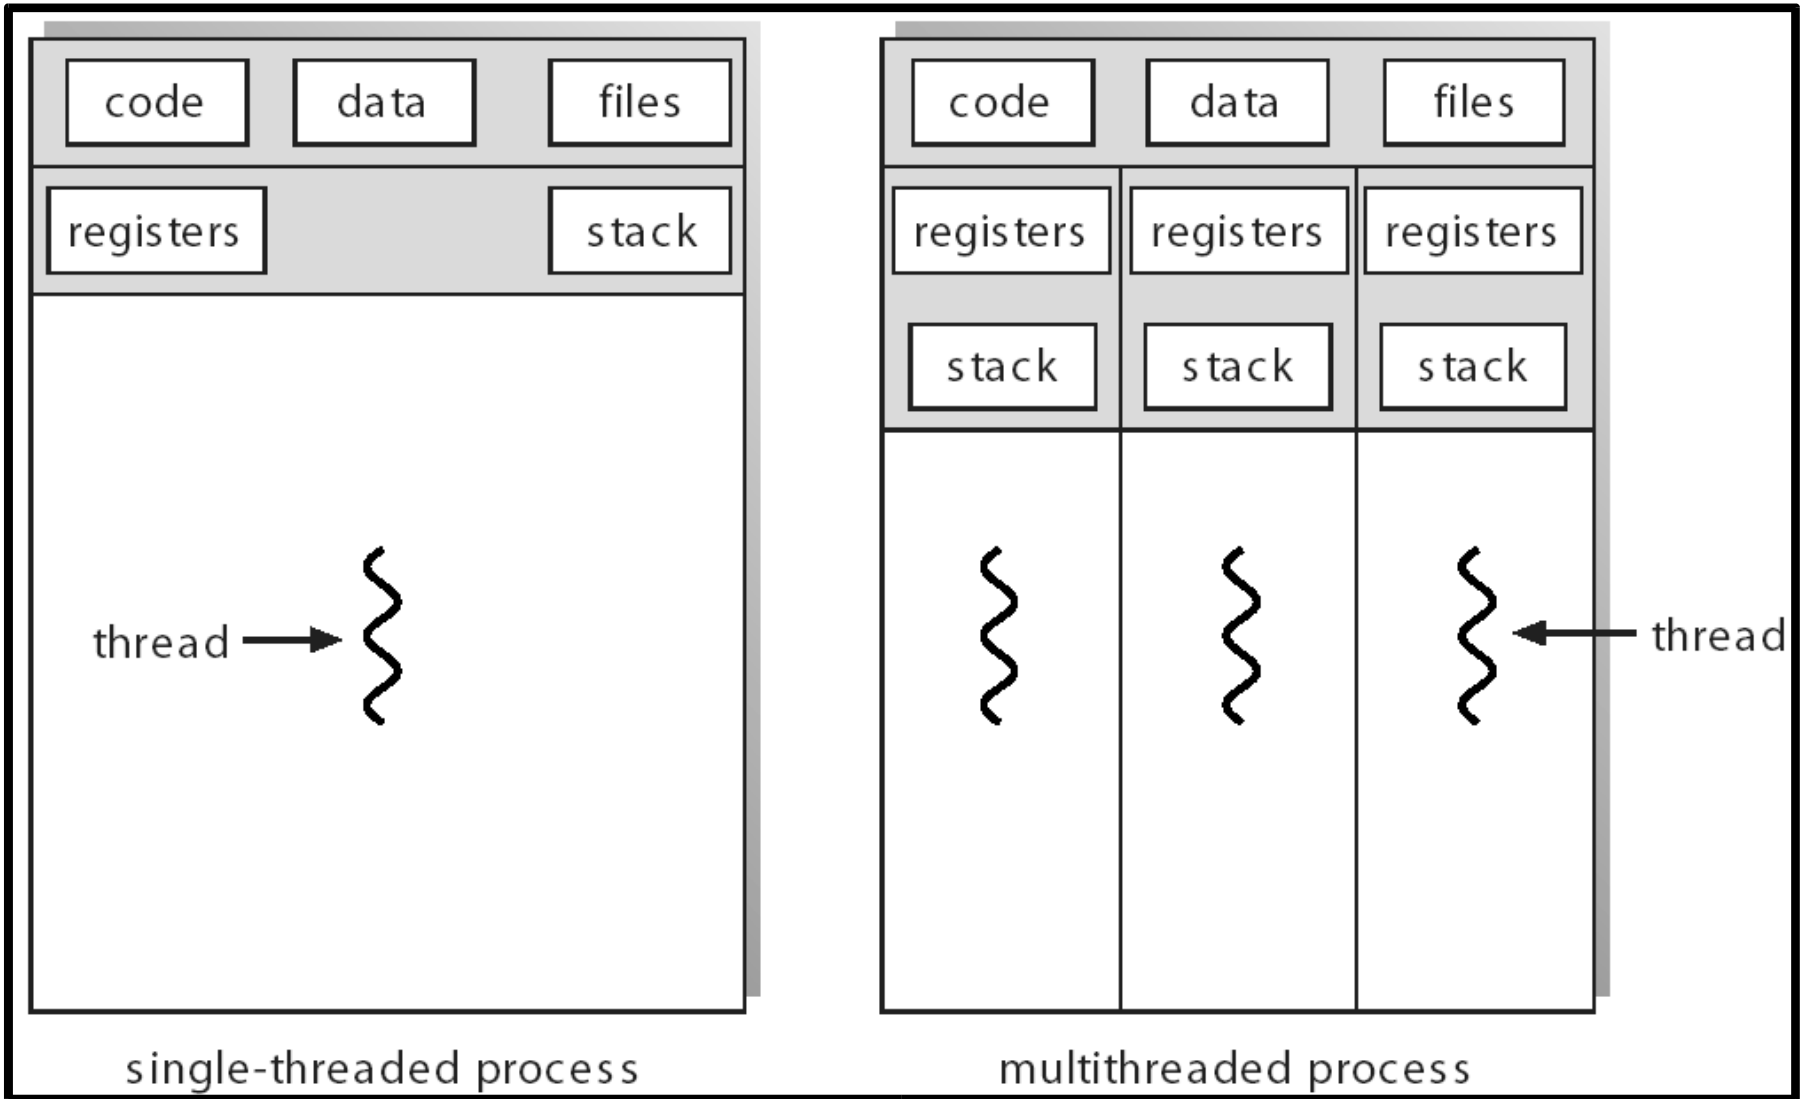 code data files
registers stack
thread
single-threaded process
code data files
registers registers registers
stack stack stack
thread
multithreaded process